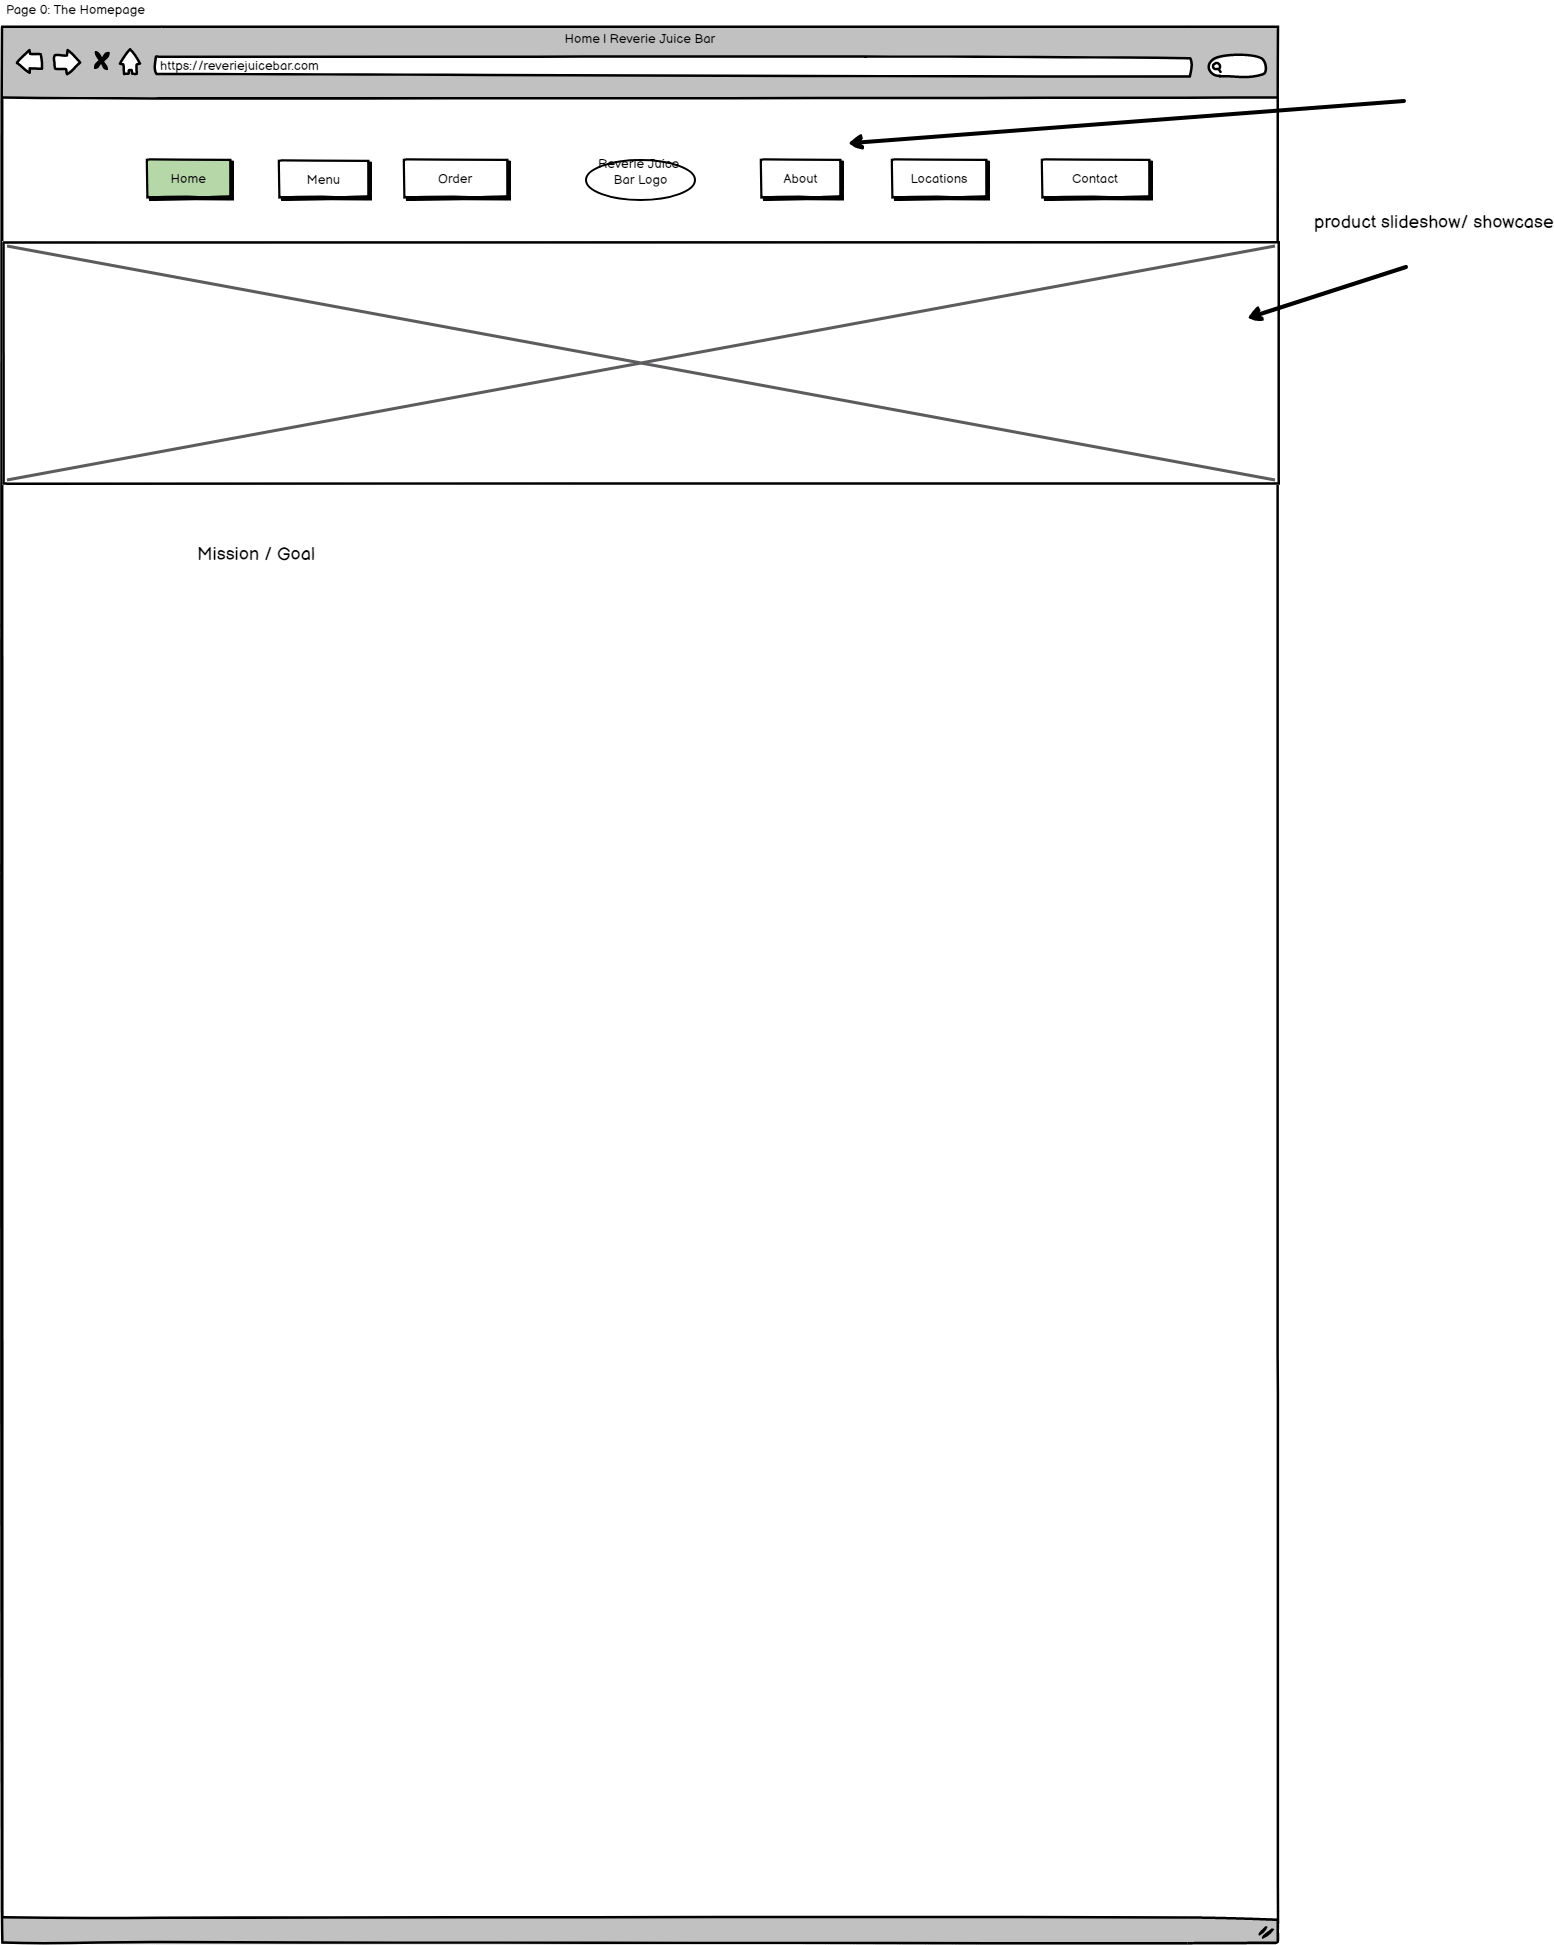 Page 0: The Homepage
Home | Reverie Juice Bar
https://reveriejuicebar.com
Home
Menu
Order
Reverie Juice
Bar Logo
About
Locations
Contact
product slideshow/ showcase
Mission / Goal